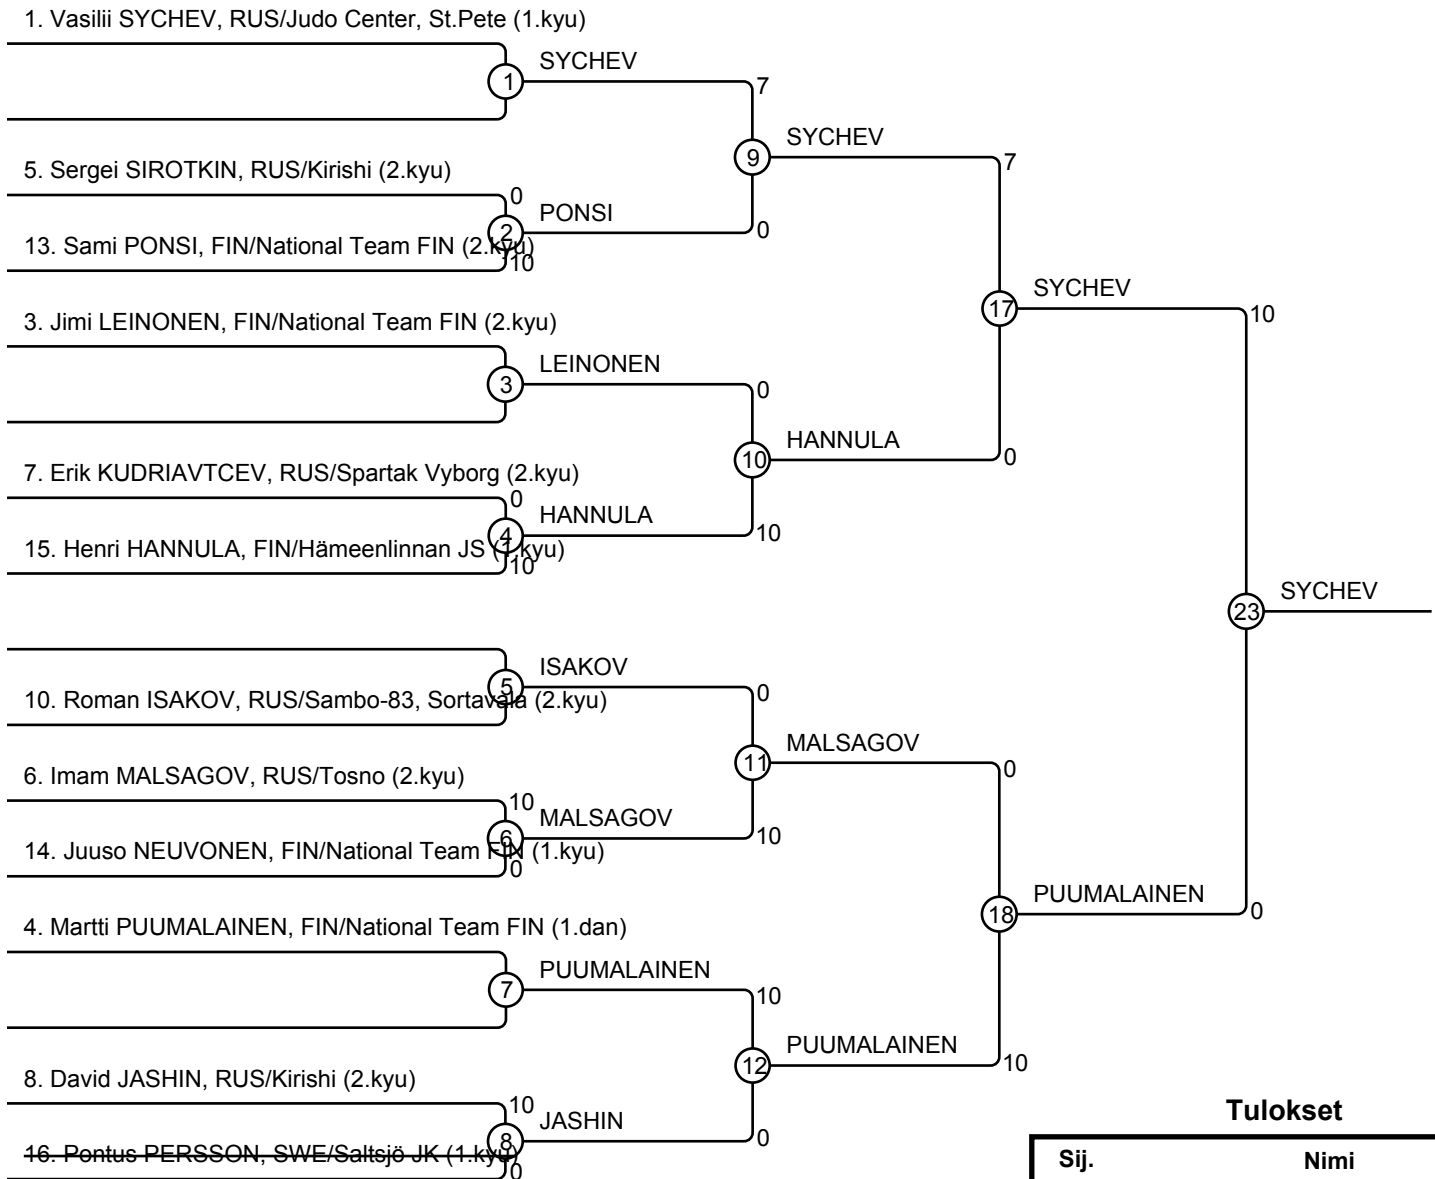 1. Vasilii SYCHEV, RUS/Judo Center, St.Pete (1.kyu)
SYCHEV
1
7
SYCHEV
9
7
5. Sergei SIROTKIN, RUS/Kirishi (2.kyu)
0
PONSI
2
0
13. Sami PONSI, FIN/National Team FIN (2.kyu)
10
SYCHEV
17
10
3. Jimi LEINONEN, FIN/National Team FIN (2.kyu)
LEINONEN
3
0
HANNULA
10
0
7. Erik KUDRIAVTCEV, RUS/Spartak Vyborg (2.kyu)
0
HANNULA
4
10
15. Henri HANNULA, FIN/Hämeenlinnan JS (1.kyu)
10
SYCHEV
23
ISAKOV
5
0
10. Roman ISAKOV, RUS/Sambo-83, Sortavala (2.kyu)
MALSAGOV
11
0
6. Imam MALSAGOV, RUS/Tosno (2.kyu)
10
MALSAGOV
6
10
14. Juuso NEUVONEN, FIN/National Team FIN (1.kyu)
0
PUUMALAINEN
18
0
4. Martti PUUMALAINEN, FIN/National Team FIN (1.dan)
PUUMALAINEN
7
10
PUUMALAINEN
12
10
8. David JASHIN, RUS/Kirishi (2.kyu)
10
JASHIN
8
0
16. Pontus PERSSON, SWE/Saltsjö JK (1.kyu)
0
Tulokset
Sij. Nimi